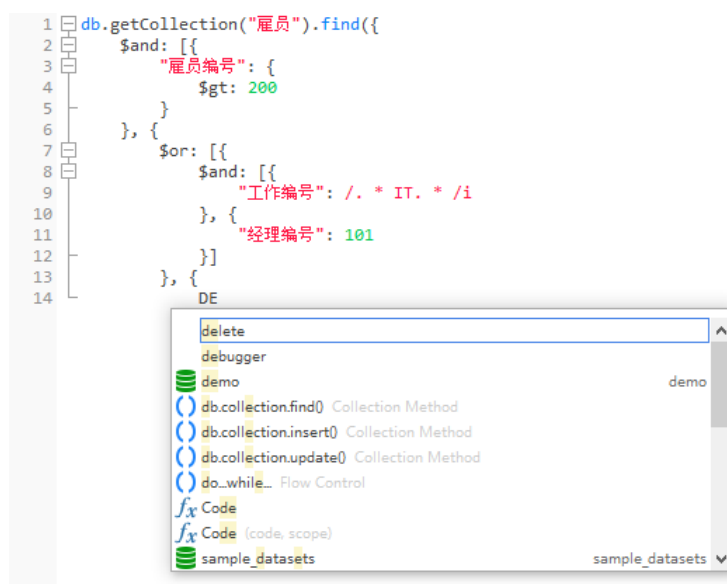 1 db.getCollection("雇员").find({
2 $and: [{
3 "雇员编号": {
4 $gt: 200
5 }
6 }, {
7 $or: [{
8 $and: [{
9 "工作编号": /. * IT. * /i
10 }, {
11 "经理编号": 101
12 }]
13 }, {
14 DE
delete
debugger
demo demo
db.collection.find() Collection Method
db.collection.insert() Collection Method
db.collection.update() Collection Method
do...while... Flow Control
fx Code
fx Code (code, scope)
sample_datasets sample_datasets